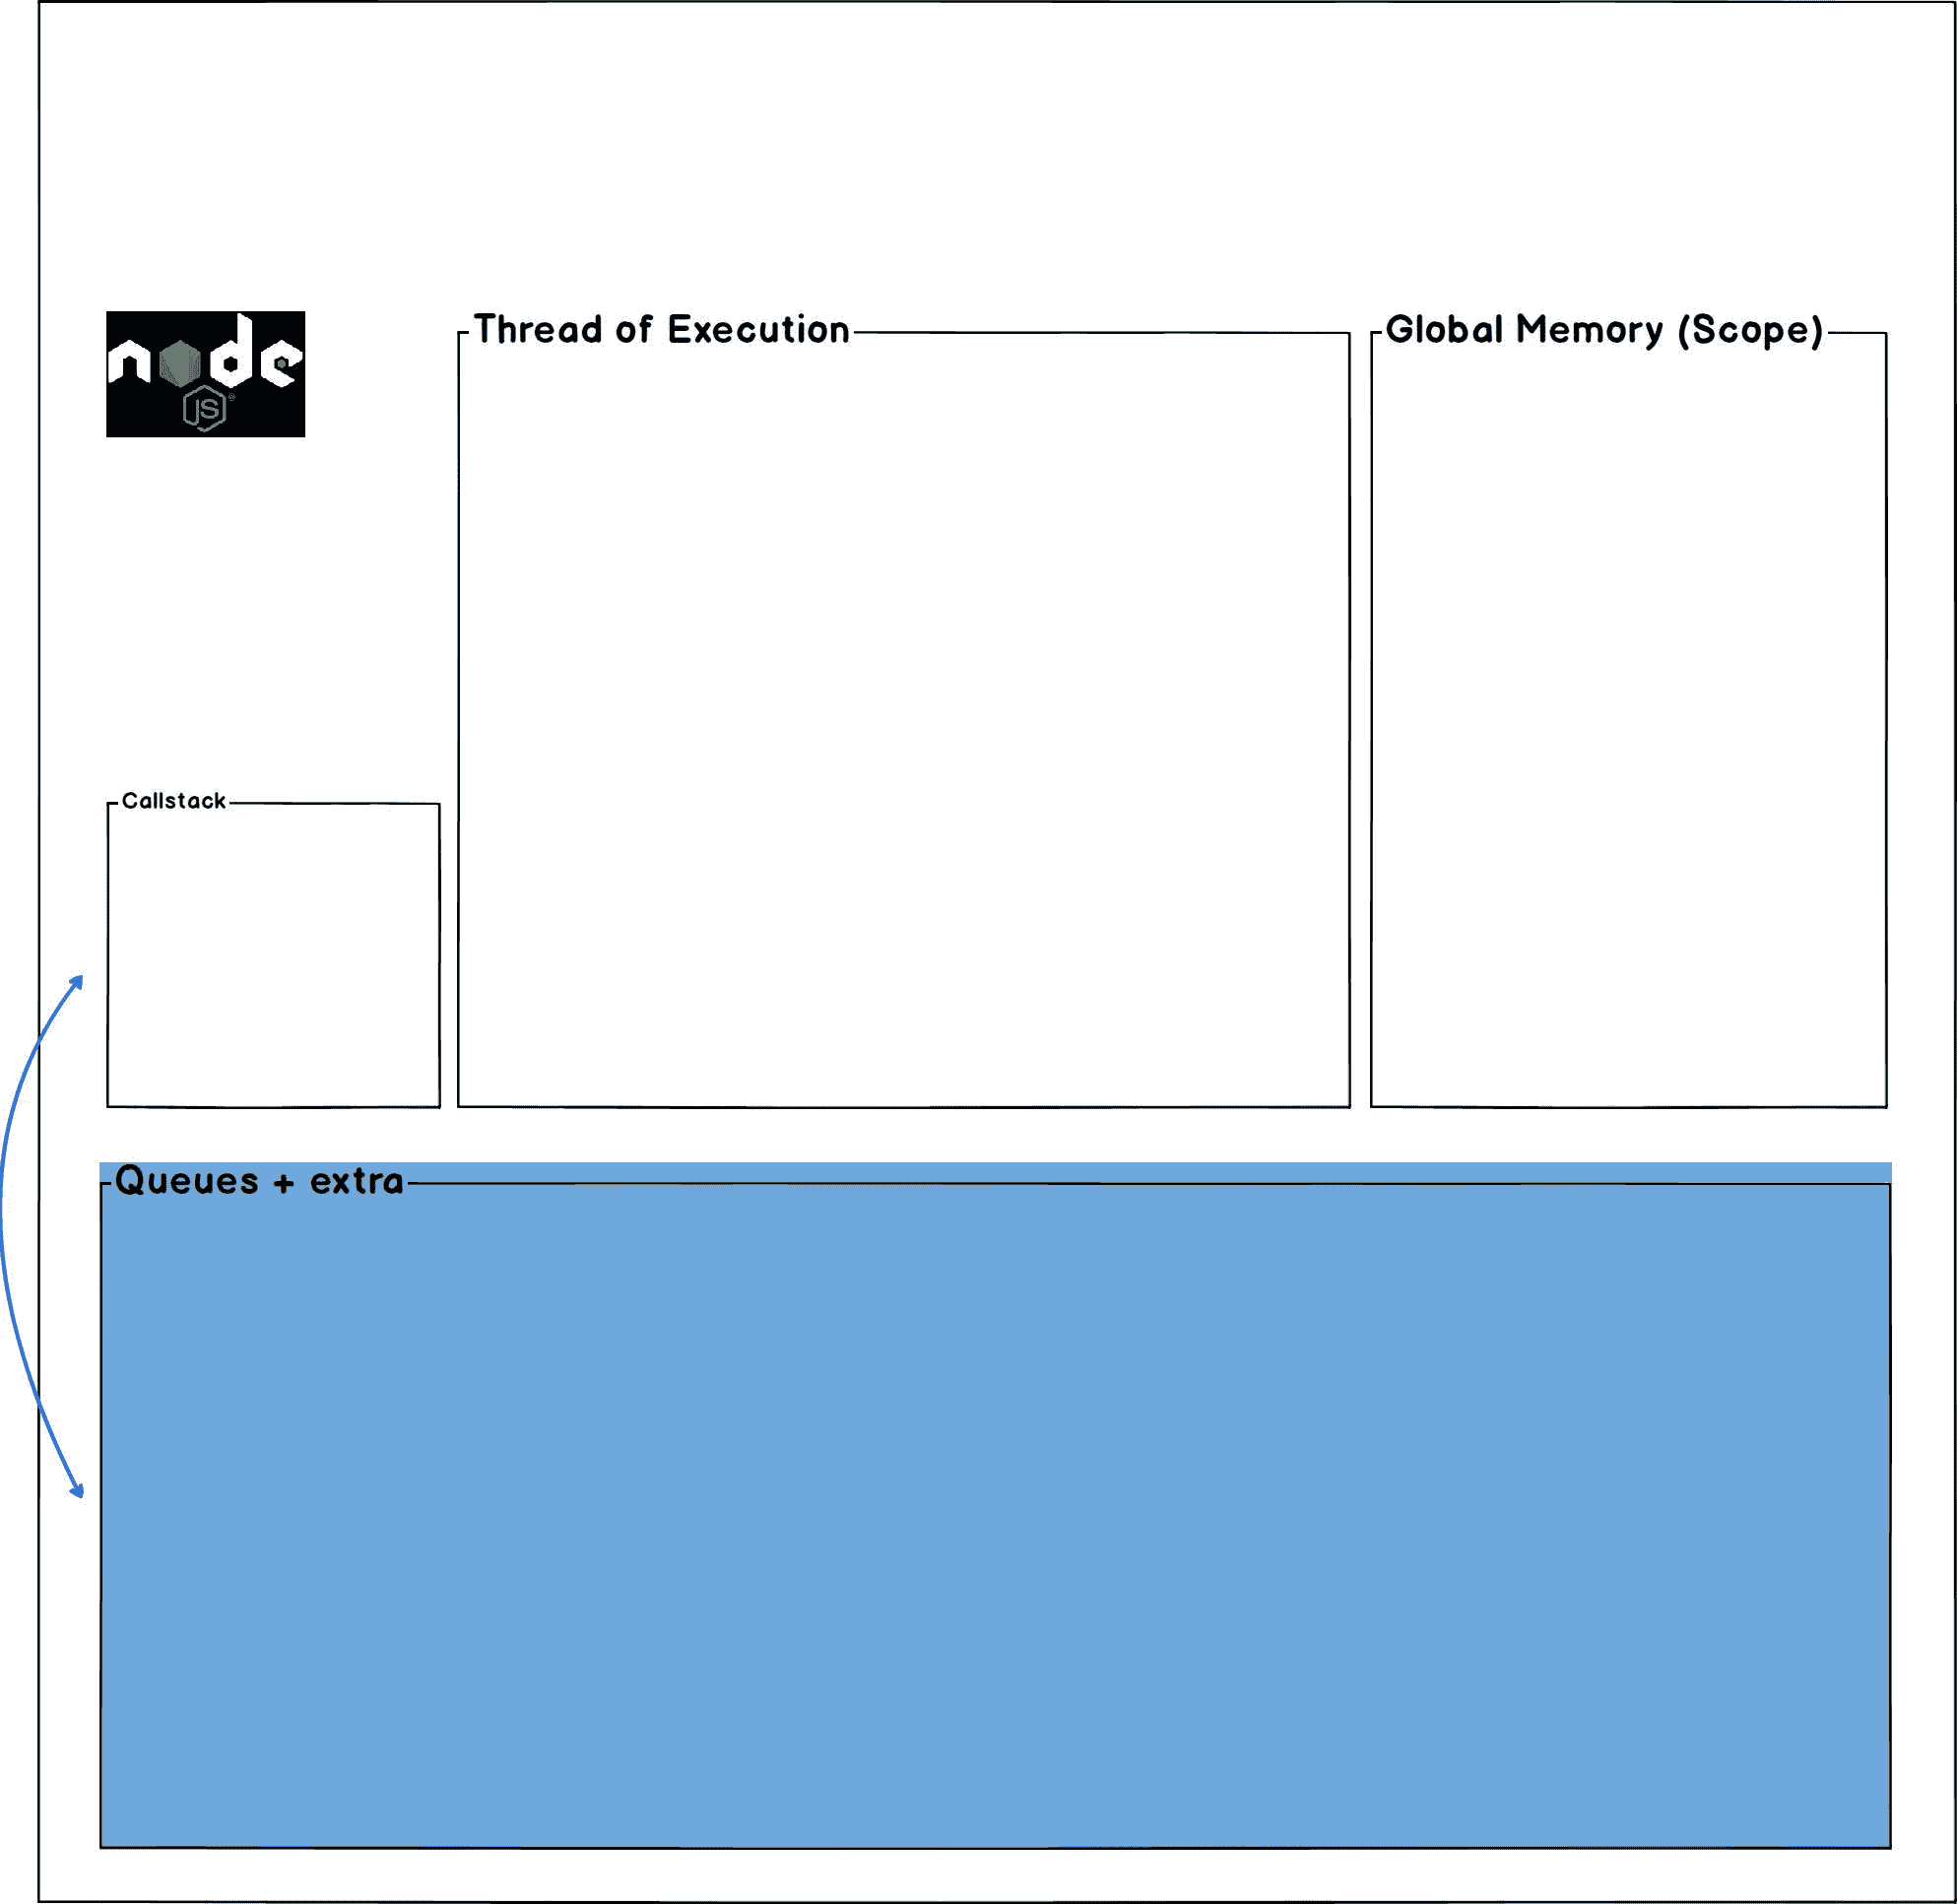 Thread of Execution
Global Memory (Scope)
node
JS
Callstack
Queues + extra